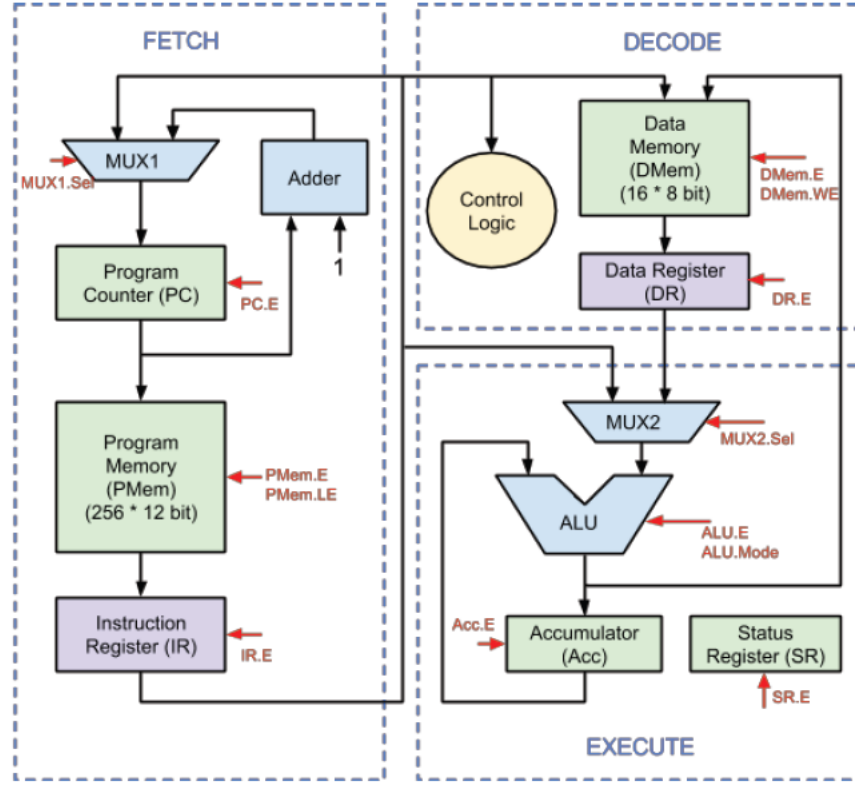 FETCH
MUX1
MUX1.Sel
Adder
1
Program
Counter (PC)
PC.E
Program
Memory
(PMem)
(256 * 12 bit)
PMem.E
PMem.LE
Instruction
Register (IR)
IR.E
DECODE
Control
Logic
Data
Memory
(DMem)
(16 * 8 bit)
DMem.E
DMem.WE
Data Register
(DR)
DR.E
MUX2
MUX2.Sel
ALU
ALU.E
ALU.Mode
Acc.E
Accumulator
(Acc)
Status
Register (SR)
SR.E
EXECUTE